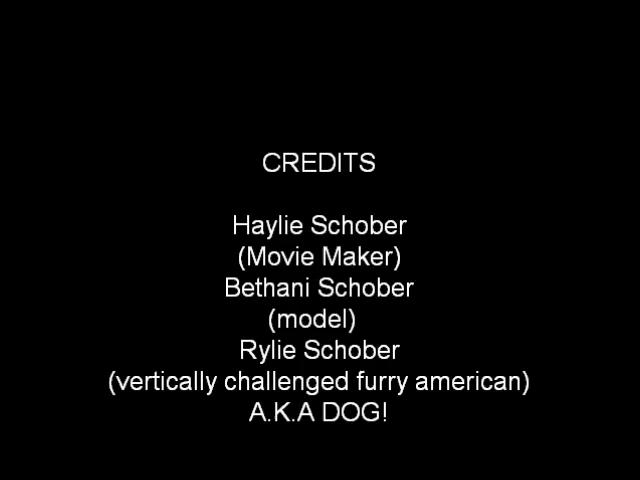 CREDITS
Haylie Schober
(Movie Maker)
Bethani Schober
(model)
Rylie Schober
(vertically challenged furry american)
A.K.A DOG!